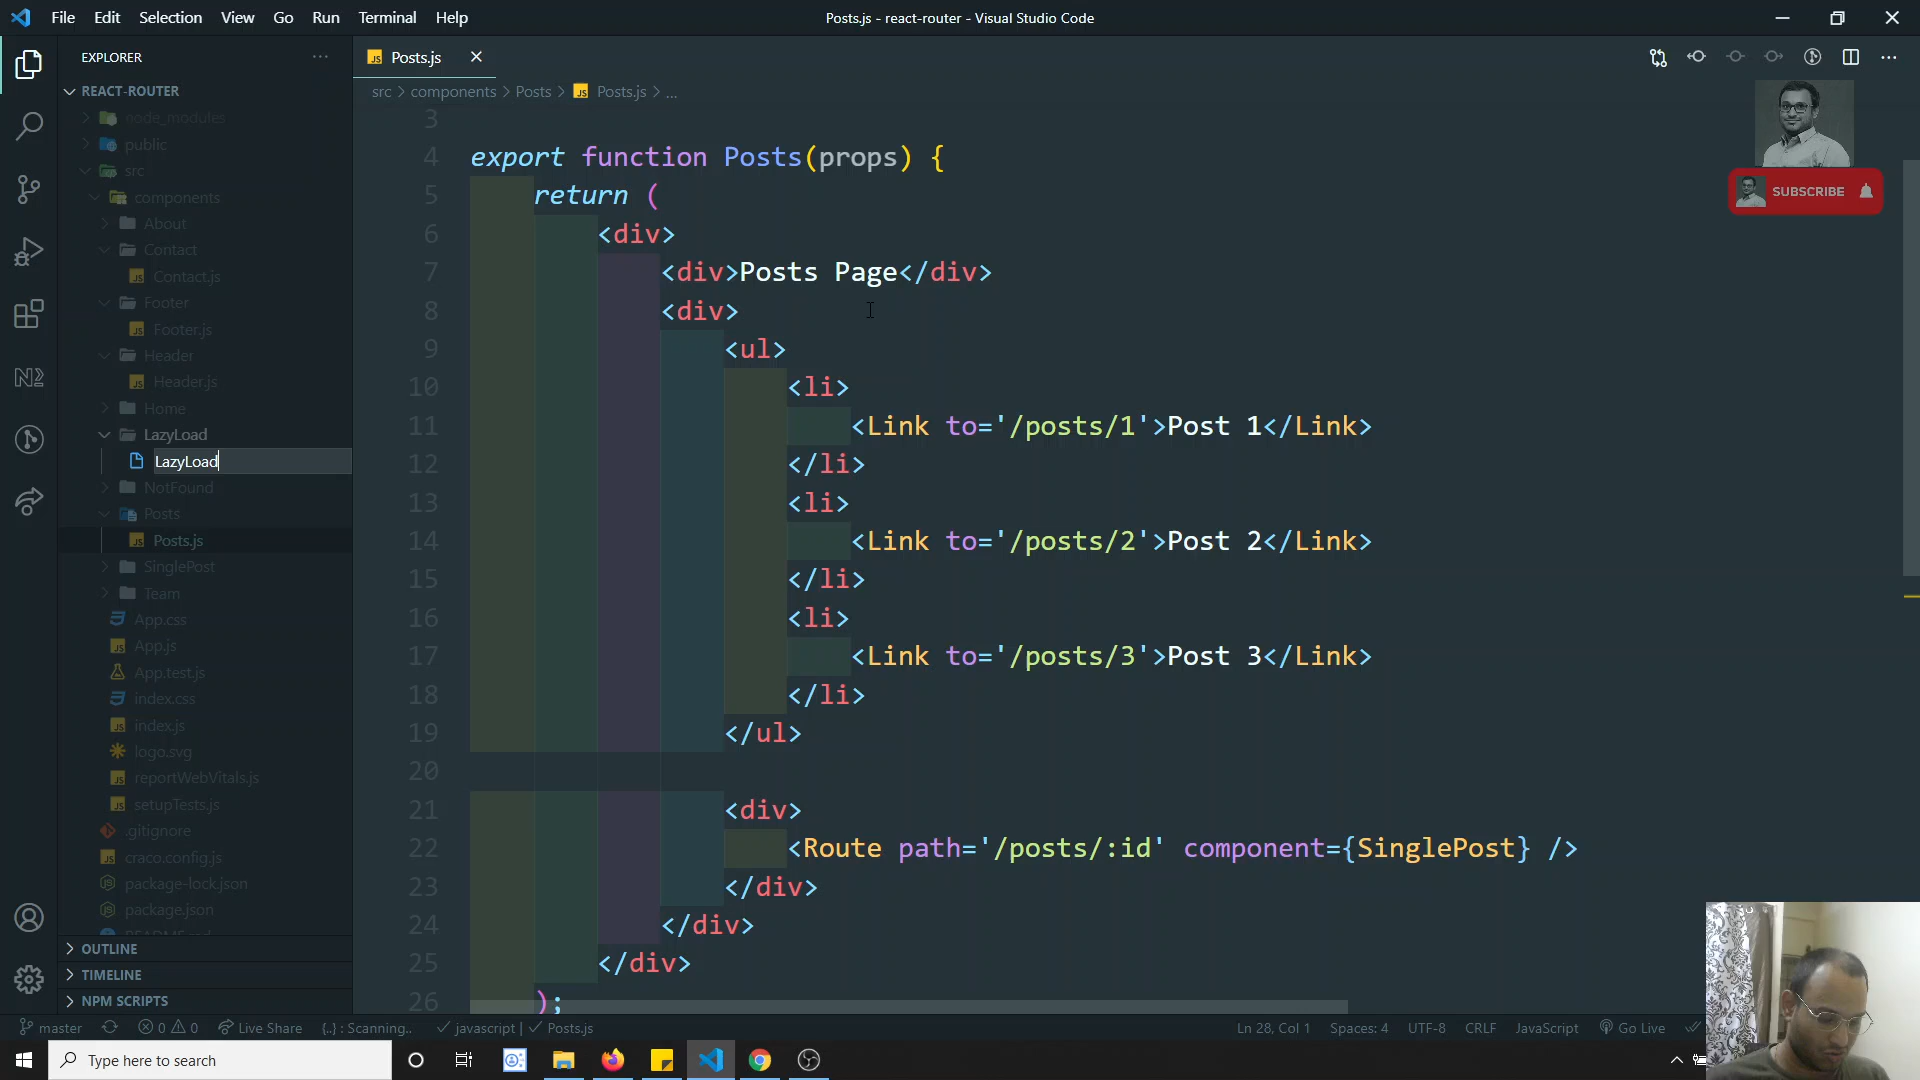 File Edit Selection View Go Run Terminal Help
Posts.js - react-router - Visual Studio Code
EXPLORER
REACT-ROUTER
node_modules
public
src
components
About
Contact
Contact.js
Footer
Footer.js
Header
Header.js
Home
LazyLoad
LazyLoad
NotFound
Posts
Posts.js
SinglePost
Team
App.css
App.js
App.test.js
index.css
index.js
logo.svg
reportWebVitals.js
setupTests.js
.gitignore
craco.config.js
package-lock.json
package.json
OUTLINE
TIMELINE
NPM SCRIPTS
Posts.js
src > components > Posts > Posts.js > ...
SUBSCRIBE
3
4 export function Posts(props) {
5 return (
6 <div>
7 <div>Posts Page</div>
8 <div>
9 <ul>
10 <li>
11 <Link to='/posts/1'>Post 1</Link>
12 </li>
13 <li>
14 <Link to='/posts/2'>Post 2</Link>
15 </li>
16 <li>
17 <Link to='/posts/3'>Post 3</Link>
18 </li>
19 </ul>
20
21 <div>
22 <Route path='/posts/:id' component={SinglePost} />
23 </div>
24 </div>
25 </div>
26 );
master 0 0 Live Share {..} : Scanning.. javascript | Posts.js Ln 28, Col 1 Spaces: 4 UTF-8 CRLF JavaScript Go Live
Type here to search